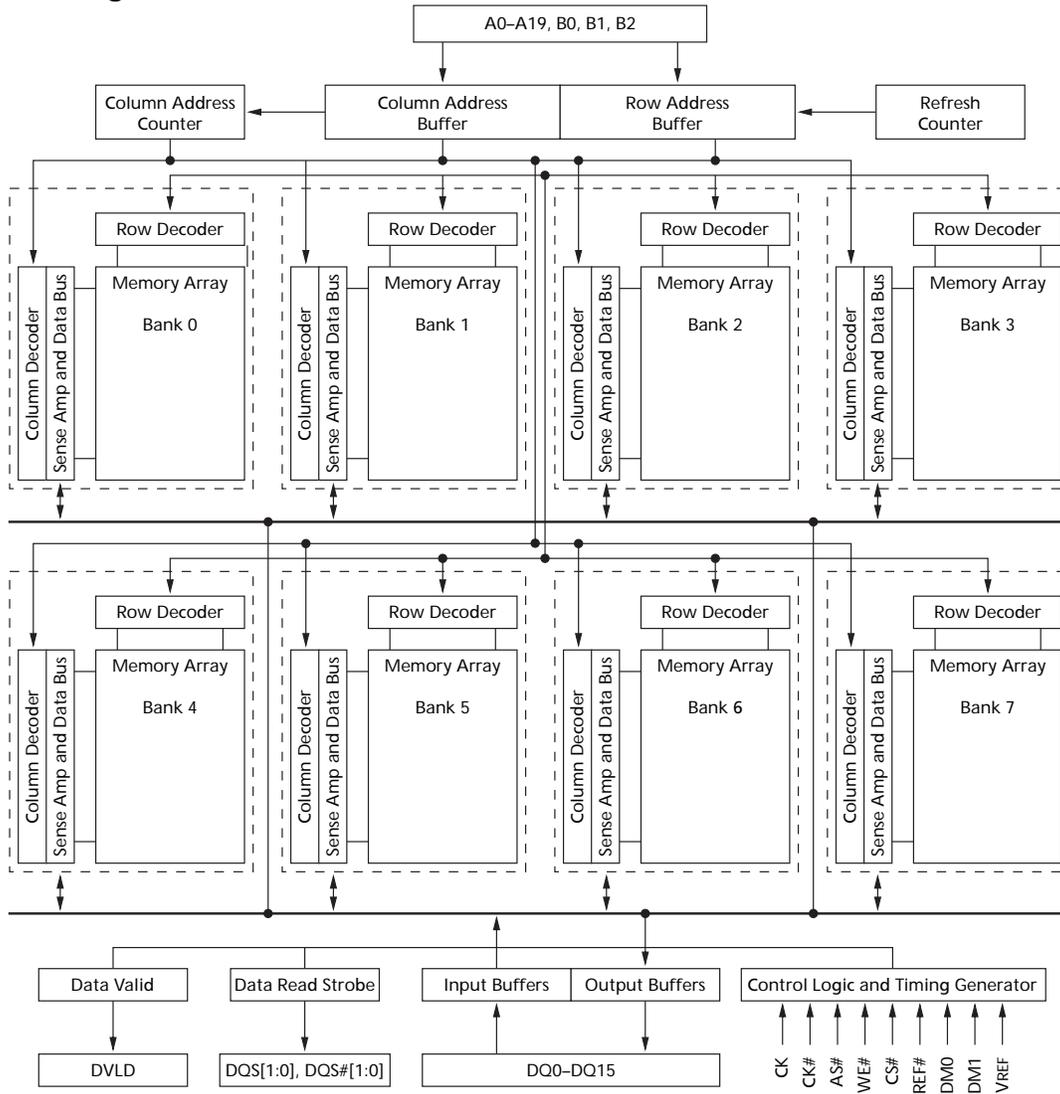 A0–A19, B0, B1, B2
Column Address
Counter
Column Address
Buffer
Row Address
Buffer
Refresh
Counter
Row Decoder
Row Decoder
Row Decoder
Row Decoder
Column Decoder
Sense Amp and Data Bus
Memory Array
Bank 0
Column Decoder
Sense Amp and Data Bus
Memory Array
Bank 1
Column Decoder
Sense Amp and Data Bus
Memory Array
Bank 2
Column Decoder
Sense Amp and Data Bus
Memory Array
Bank 3
Row Decoder
Row Decoder
Row Decoder
Row Decoder
Column Decoder
Sense Amp and Data Bus
Memory Array
Bank 4
Column Decoder
Sense Amp and Data Bus
Memory Array
Bank 5
Column Decoder
Sense Amp and Data Bus
Memory Array
Bank 6
Column Decoder
Sense Amp and Data Bus
Memory Array
Bank 7
Data Valid
Data Read Strobe
Input Buffers
Output Buffers
Control Logic and Timing Generator
DVLD
DQS[1:0], DQS#[1:0]
DQ0–DQ15
CK
CK#
AS#
WE#
CS#
REF#
DM0
DM1
VREF